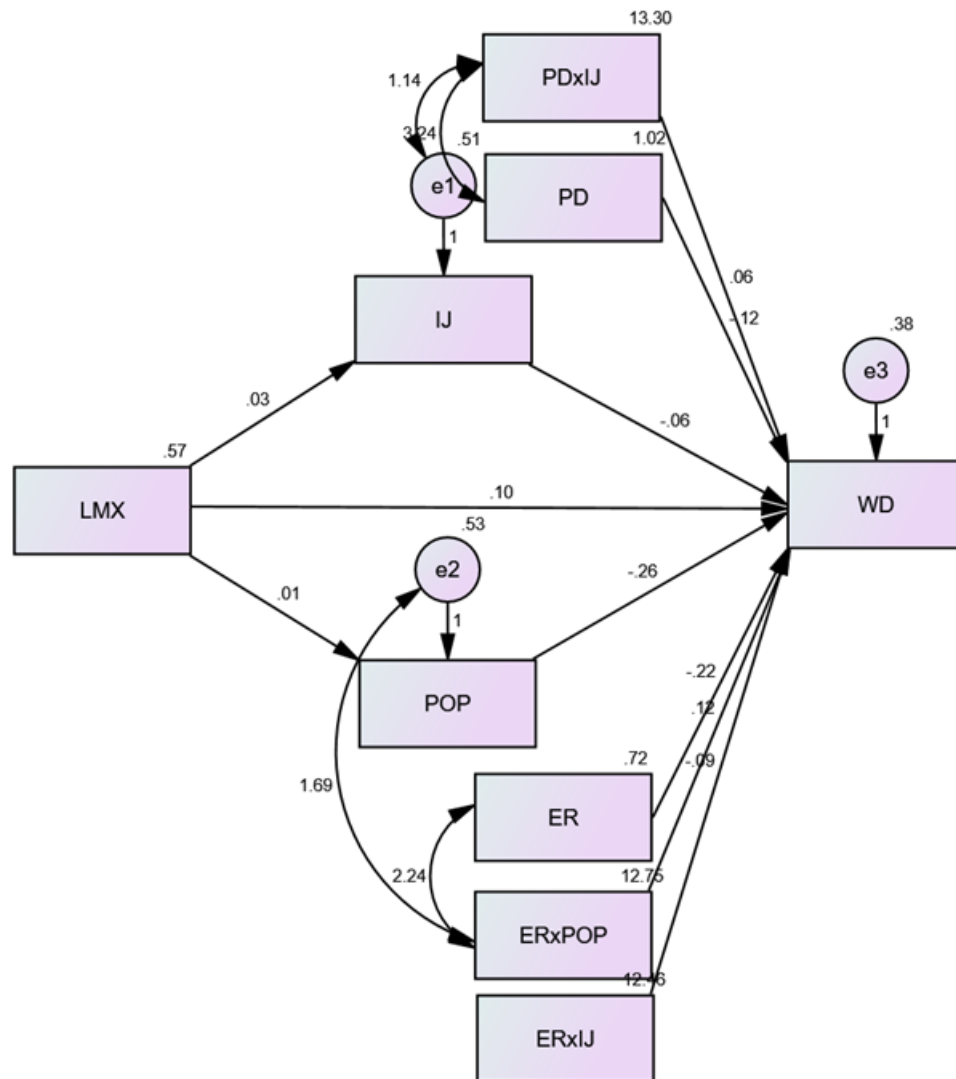 13.30
PDxIJ
1.14
3.24
.51
1.02
e1
PD
1
IJ
.06
-.12
.38
e3
1
.03
-.06
.57
LMX
.10
WD
.53
e2
-.26
.01
1
POP
-.22
.12
.72
-.09
1.69
ER
2.24
12.75
ERxPOP
12.46
ERxIJ